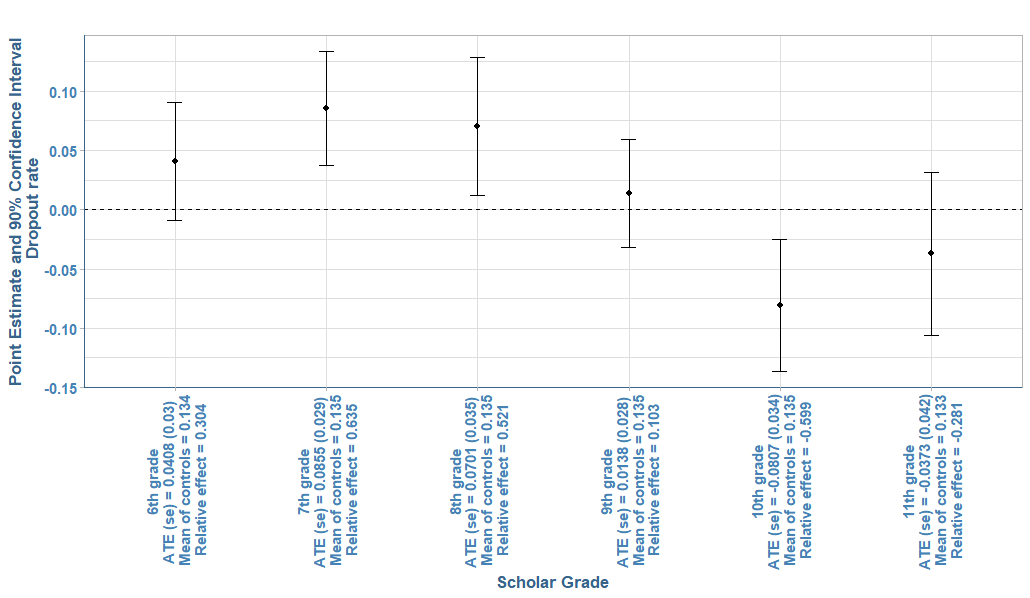 Point Estimate and 90% Confidence Interval
Dropout rate
0.10
0.05
0.00
-0.05
-0.10
-0.15
6th grade
ATE (se) = 0.0408 (0.03)
Mean of controls = 0.134
Relative effect = 0.304
7th grade
ATE (se) = 0.0855 (0.029)
Mean of controls = 0.135
Relative effect = 0.635
8th grade
ATE (se) = 0.0701 (0.035)
Mean of controls = 0.135
Relative effect = 0.521
9th grade
ATE (se) = 0.0138 (0.028)
Mean of controls = 0.135
Relative effect = 0.103
10th grade
ATE (se) = -0.0807 (0.034)
Mean of controls = 0.135
Relative effect = -0.599
11th grade
ATE (se) = -0.0373 (0.042)
Mean of controls = 0.133
Relative effect = -0.281
Scholar Grade